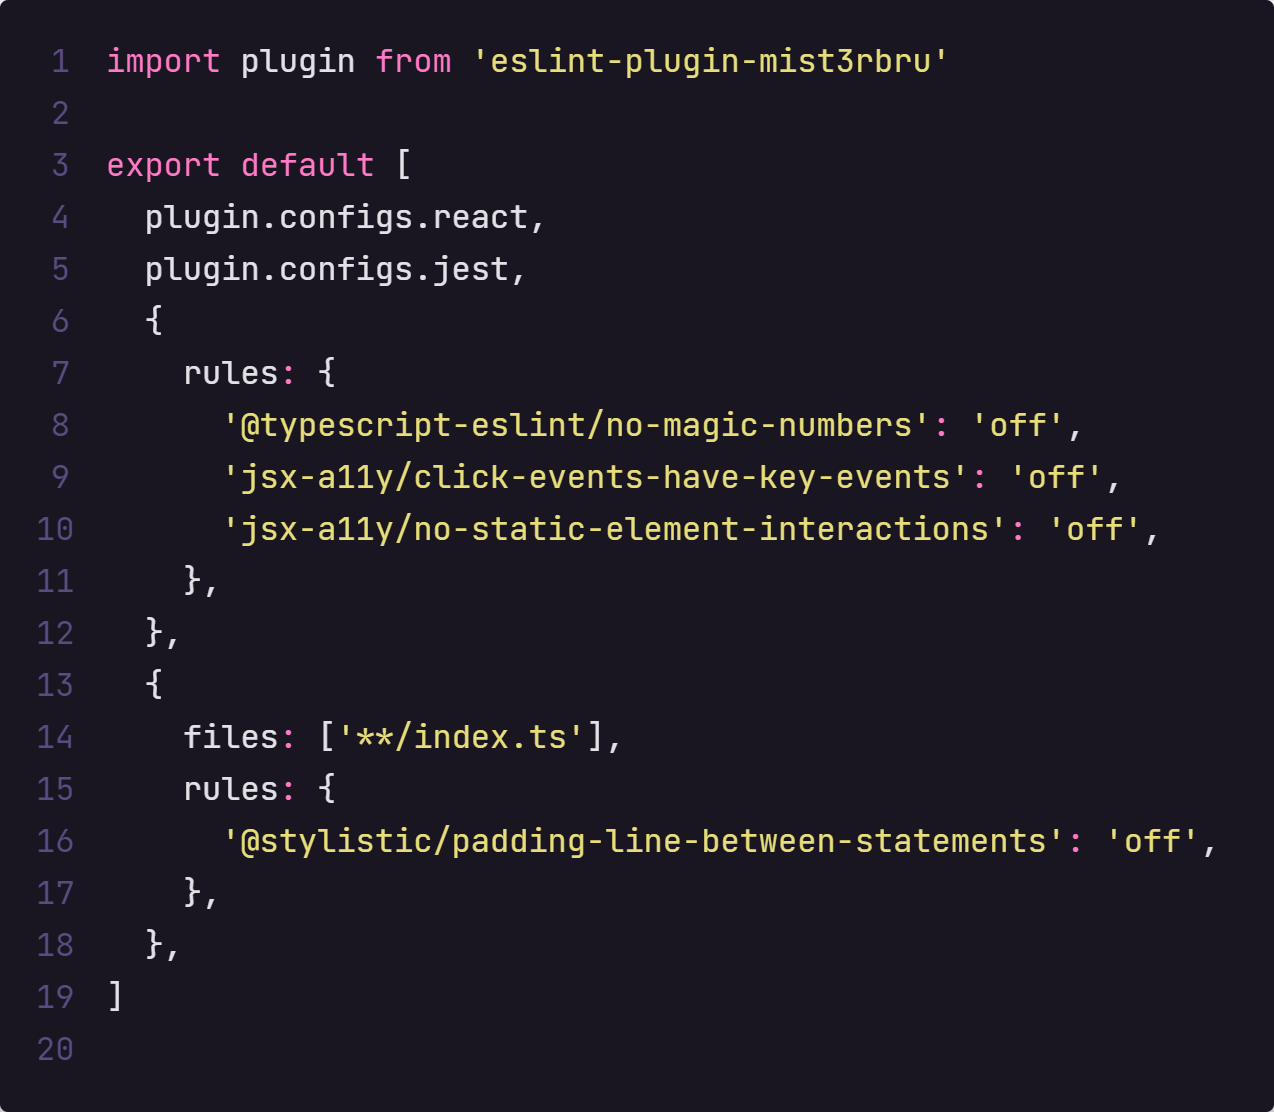 1 import plugin from 'eslint-plugin-mist3rbru'
2
3 export default [
4   plugin.configs.react,
5   plugin.configs.jest,
6   {
7     rules: {
8       '@typescript-eslint/no-magic-numbers': 'off',
9       'jsx-a11y/click-events-have-key-events': 'off',
10       'jsx-a11y/no-static-element-interactions': 'off',
11     },
12   },
13   {
14     files: ['**/index.ts'],
15     rules: {
16       '@stylistic/padding-line-between-statements': 'off',
17     },
18   },
19 ]
20